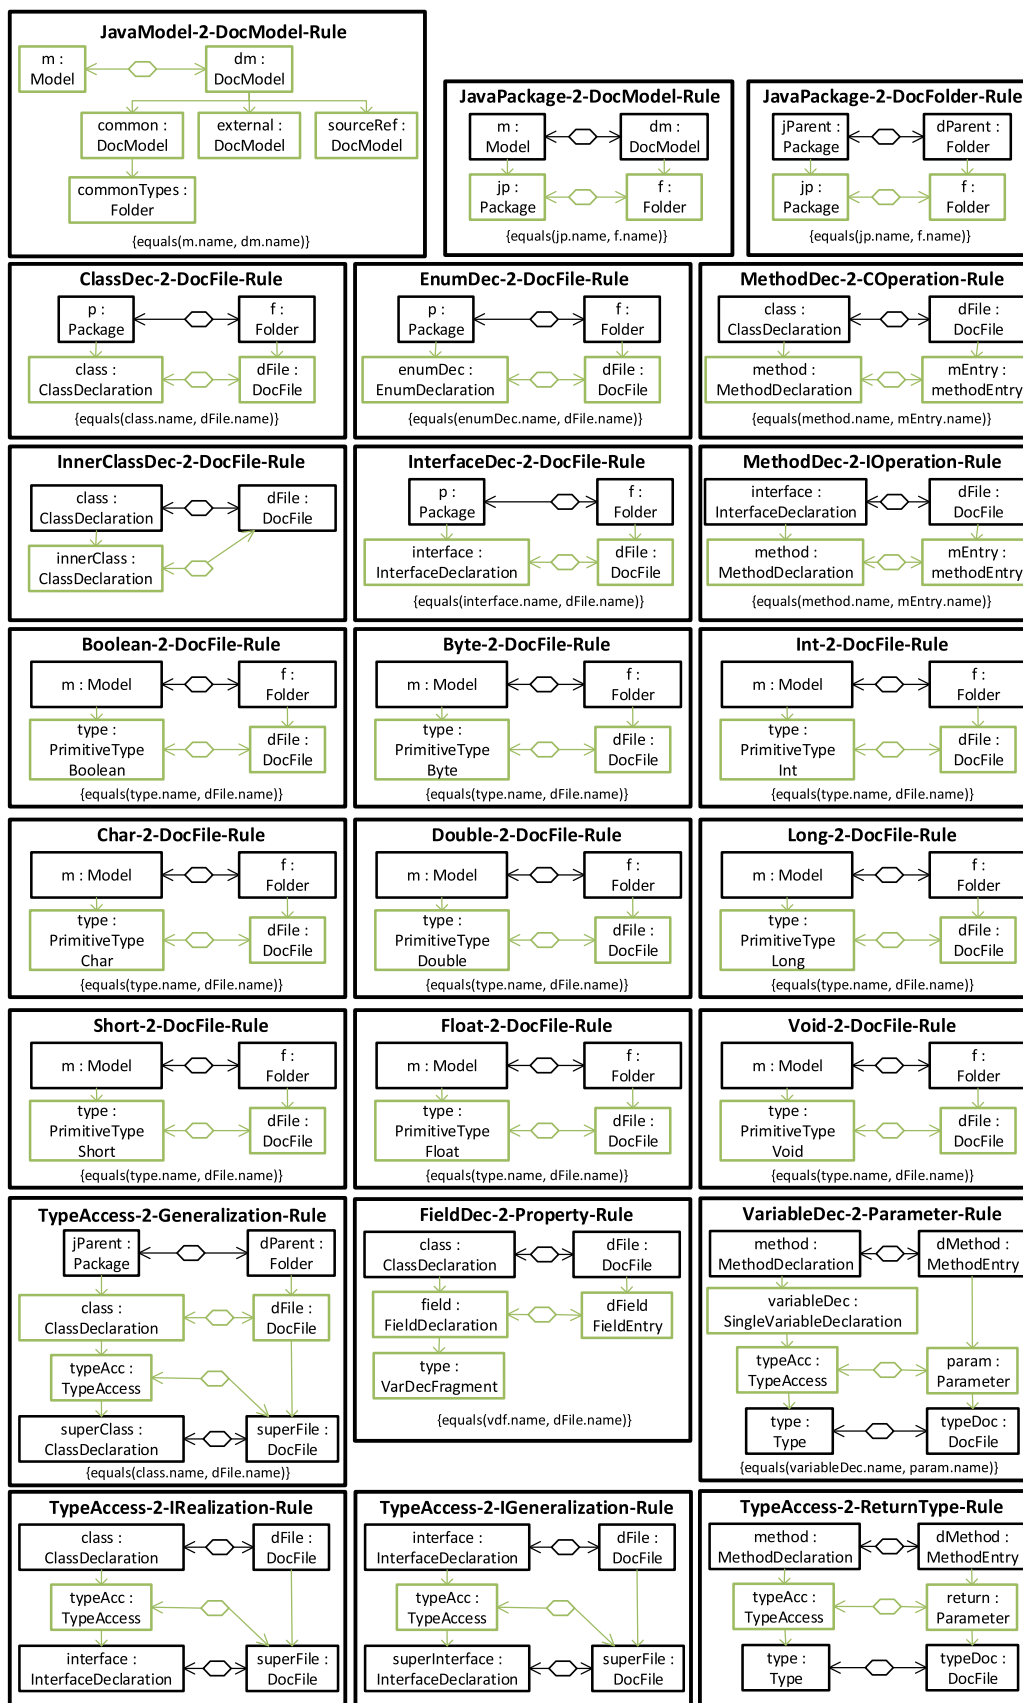 JavaModel-2-DocModel-Rule
m :
Model
dm :
DocModel
common :
DocModel
external :
DocModel
sourceRef :
DocModel
commonTypes :
Folder
{equals(m.name, dm.name)}
JavaPackage-2-DocModel-Rule
m :
Model
dm :
DocModel
jp :
Package
f :
Folder
{equals(jp.name, f.name)}
JavaPackage-2-DocFolder-Rule
jParent :
Package
dParent :
Folder
jp :
Package
f :
Folder
{equals(jp.name, f.name)}
ClassDec-2-DocFile-Rule
p :
Package
f :
Folder
class :
ClassDeclaration
dFile :
DocFile
{equals(class.name, dFile.name)}
EnumDec-2-DocFile-Rule
p :
Package
f :
Folder
enumDec :
EnumDeclaration
dFile :
DocFile
{equals(enumDec.name, dFile.name)}
MethodDec-2-COperation-Rule
class :
ClassDeclaration
dFile :
DocFile
method :
MethodDeclaration
mEntry :
methodEntry
{equals(method.name, mEntry.name)}
InnerClassDec-2-DocFile-Rule
class :
ClassDeclaration
dFile :
DocFile
innerClass :
ClassDeclaration
InterfaceDec-2-DocFile-Rule
p :
Package
f :
Folder
interface :
InterfaceDeclaration
dFile :
DocFile
{equals(interface.name, dFile.name)}
MethodDec-2-IOperation-Rule
interface :
InterfaceDeclaration
dFile :
DocFile
method :
MethodDeclaration
mEntry :
methodEntry
{equals(method.name, mEntry.name)}
Boolean-2-DocFile-Rule
m : Model
f :
Folder
type :
PrimitiveType
Boolean
dFile :
DocFile
{equals(type.name, dFile.name)}
Byte-2-DocFile-Rule
m : Model
f :
Folder
type :
PrimitiveType
Byte
dFile :
DocFile
{equals(type.name, dFile.name)}
Int-2-DocFile-Rule
m : Model
f :
Folder
type :
PrimitiveType
Int
dFile :
DocFile
{equals(type.name, dFile.name)}
Char-2-DocFile-Rule
m : Model
f :
Folder
type :
PrimitiveType
Char
dFile :
DocFile
{equals(type.name, dFile.name)}
Double-2-DocFile-Rule
m : Model
f :
Folder
type :
PrimitiveType
Double
dFile :
DocFile
{equals(type.name, dFile.name)}
Long-2-DocFile-Rule
m : Model
f :
Folder
type :
PrimitiveType
Long
dFile :
DocFile
{equals(type.name, dFile.name)}
Short-2-DocFile-Rule
m : Model
f :
Folder
type :
PrimitiveType
Short
dFile :
DocFile
{equals(type.name, dFile.name)}
Float-2-DocFile-Rule
m : Model
f :
Folder
type :
PrimitiveType
Float
dFile :
DocFile
{equals(type.name, dFile.name)}
Void-2-DocFile-Rule
m : Model
f :
Folder
type :
PrimitiveType
Void
dFile :
DocFile
{equals(type.name, dFile.name)}
TypeAccess-2-Generalization-Rule
jParent :
Package
dParent :
Folder
class :
ClassDeclaration
dFile :
DocFile
typeAcc :
TypeAccess
superClass :
ClassDeclaration
superFile :
DocFile
{equals(class.name, dFile.name)}
FieldDec-2-Property-Rule
class :
ClassDeclaration
dFile :
DocFile
field :
FieldDeclaration
dField
FieldEntry
type :
VarDecFragment
{equals(vdf.name, dFile.name)}
VariableDec-2-Parameter-Rule
method :
MethodDeclaration
dMethod :
MethodEntry
variableDec :
SingleVariableDeclaration
typeAcc :
TypeAccess
param :
Parameter
type :
Type
typeDoc :
DocFile
{equals(variableDec.name, param.name)}
TypeAccess-2-IRealization-Rule
class :
ClassDeclaration
dFile :
DocFile
typeAcc :
TypeAccess
interface :
InterfaceDeclaration
superFile :
DocFile
TypeAccess-2-IGeneralization-Rule
interface :
InterfaceDeclaration
dFile :
DocFile
typeAcc :
TypeAccess
superInterface :
InterfaceDeclaration
superFile :
DocFile
TypeAccess-2-ReturnType-Rule
method :
MethodDeclaration
dMethod :
MethodEntry
typeAcc :
TypeAccess
return :
Parameter
type :
Type
typeDoc :
DocFile